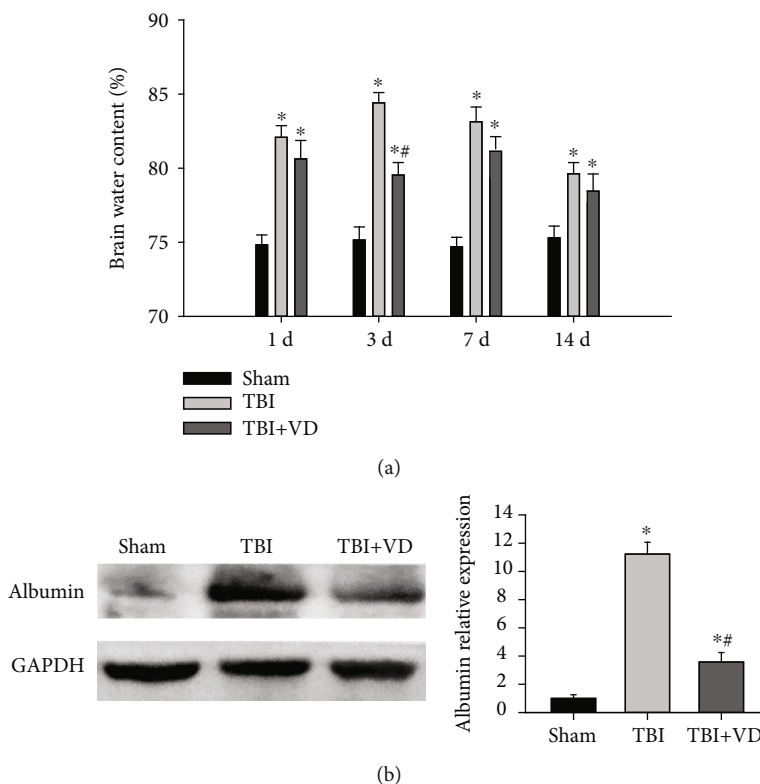 90
85
80
75
70
Brain water content (%)
*
*
*
*#
*
*
*
*
1 d
3 d
7 d
14 d
Sham
TBI
TBI+VD
(a)
Sham
TBI
TBI+VD
Albumin
GAPDH
Albumin relative expression
14
12
10
8
6
4
2
0
*
*#
Sham
TBI
TBI+VD
(b)